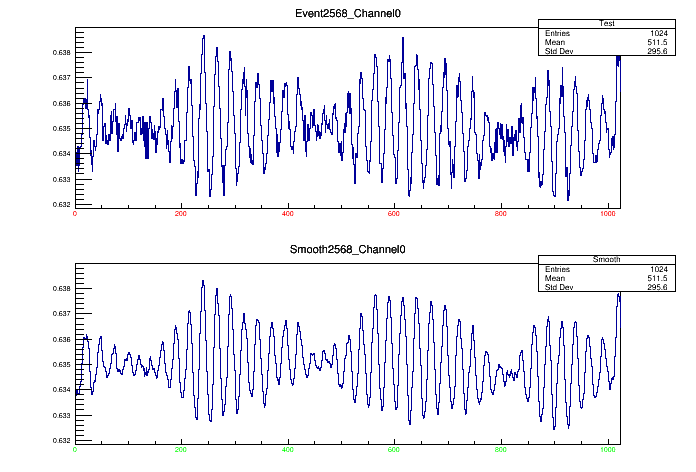 Event2568_Channel0
Test
Entries 1024
Mean 511.5
Std Dev 295.6
0.638
0.637
0.636
0.635
0.634
0.633
0.632
0 200 400 600 800 1000
Smooth2568_Channel0
Smooth
Entries 1024
Mean 511.5
Std Dev 295.6
0.638
0.637
0.636
0.635
0.634
0.633
0.632
0 200 400 600 800 1000